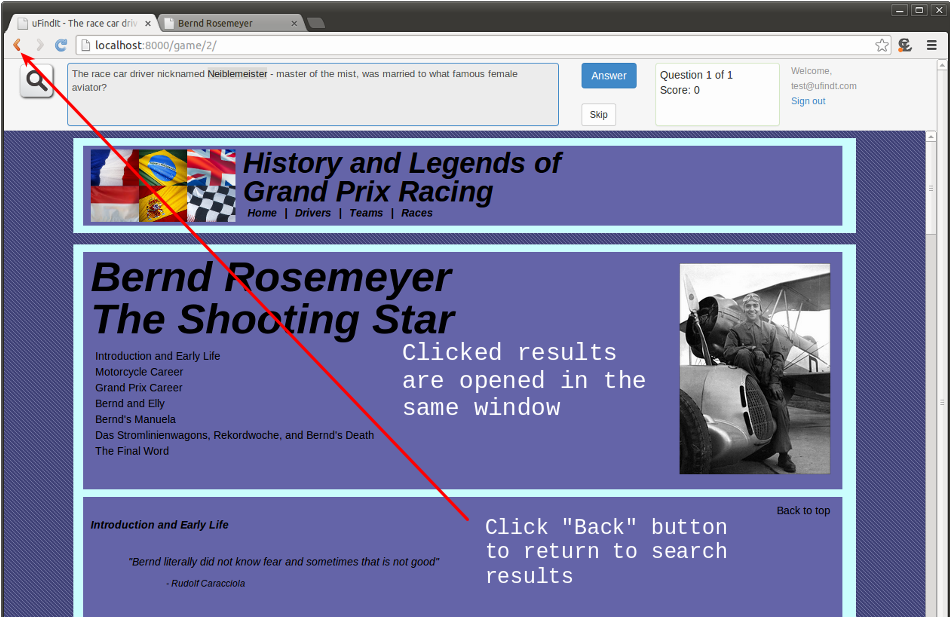 uFindIt - The race car driv
Bernd Rosemeyer
localhost:8000/game/2/
The race car driver nicknamed Neiblemeister - master of the mist, was married to what famous female
aviator?
Answer
Skip
Question 1 of 1
Score: 0
Welcome,
test@ufindt.com
Sign out
History and Legends of
Grand Prix Racing
Home | Drivers | Teams | Races
Bernd Rosemeyer
The Shooting Star
Introduction and Early Life
Motorcycle Career
Grand Prix Career
Bernd and Elly
Bernd's Manuela
Das Stromlinienwagons, Rekordwoche, and Bernd's Death
The Final Word
Clicked results
are opened in the
same window
Back to top
Introduction and Early Life
"Bernd literally did not know fear and sometimes that is not good"
- Rudolf Caracciola
Click "Back" button
to return to search
results